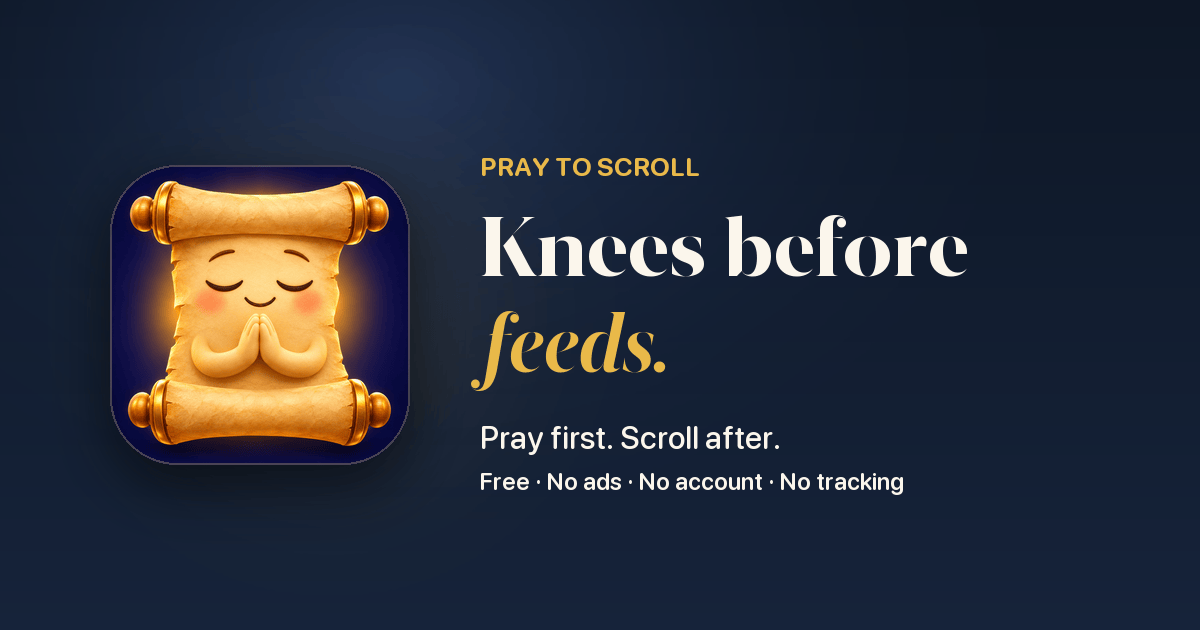 PRAY TO SCROLL
Knees before
feeds.
Pray first. Scroll after.
Free · No ads · No account · No tracking